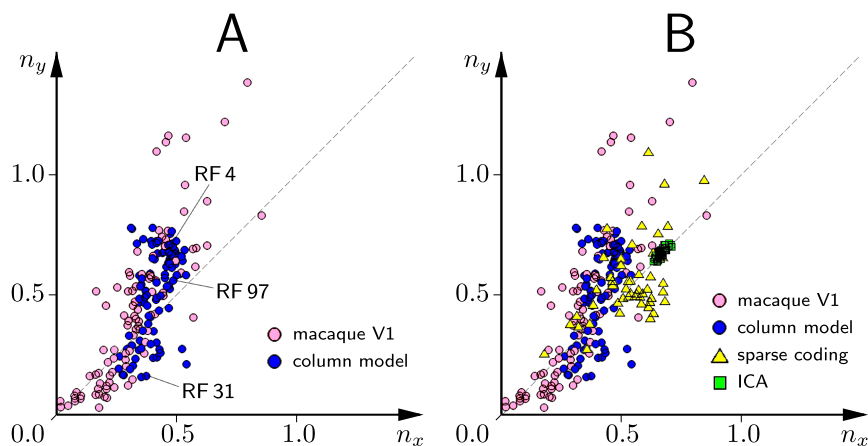 A
n_y
1.0
0.5
0.0
0.5
1.0
n_x
RF 4
RF 97
RF 31
macaque V1
column model
B
n_y
1.0
0.5
0.0
0.5
1.0
n_x
macaque V1
column model
sparse coding
ICA